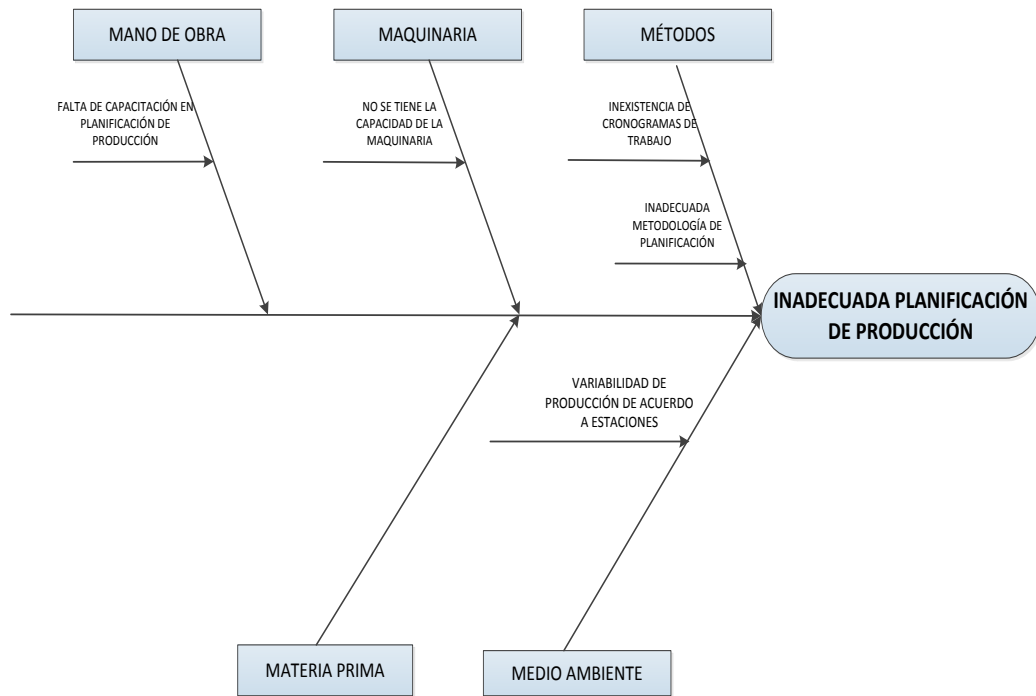 MANO DE OBRA
MAQUINARIA
MÉTODOS
FALTA DE CAPACITACIÓN EN
PLANIFICACIÓN DE
PRODUCCIÓN
NO SE TIENE LA
CAPACIDAD DE LA
MAQUINARIA
INEXISTENCIA DE
CRONOGRAMAS DE
TRABAJO
INADECUADA
METODOLOGÍA DE
PLANIFICACIÓN
INADECUADA PLANIFICACIÓN
DE PRODUCCIÓN
VARIABILIDAD DE
PRODUCCIÓN DE ACUERDO
A ESTACIONES
MATERIA PRIMA
MEDIO AMBIENTE